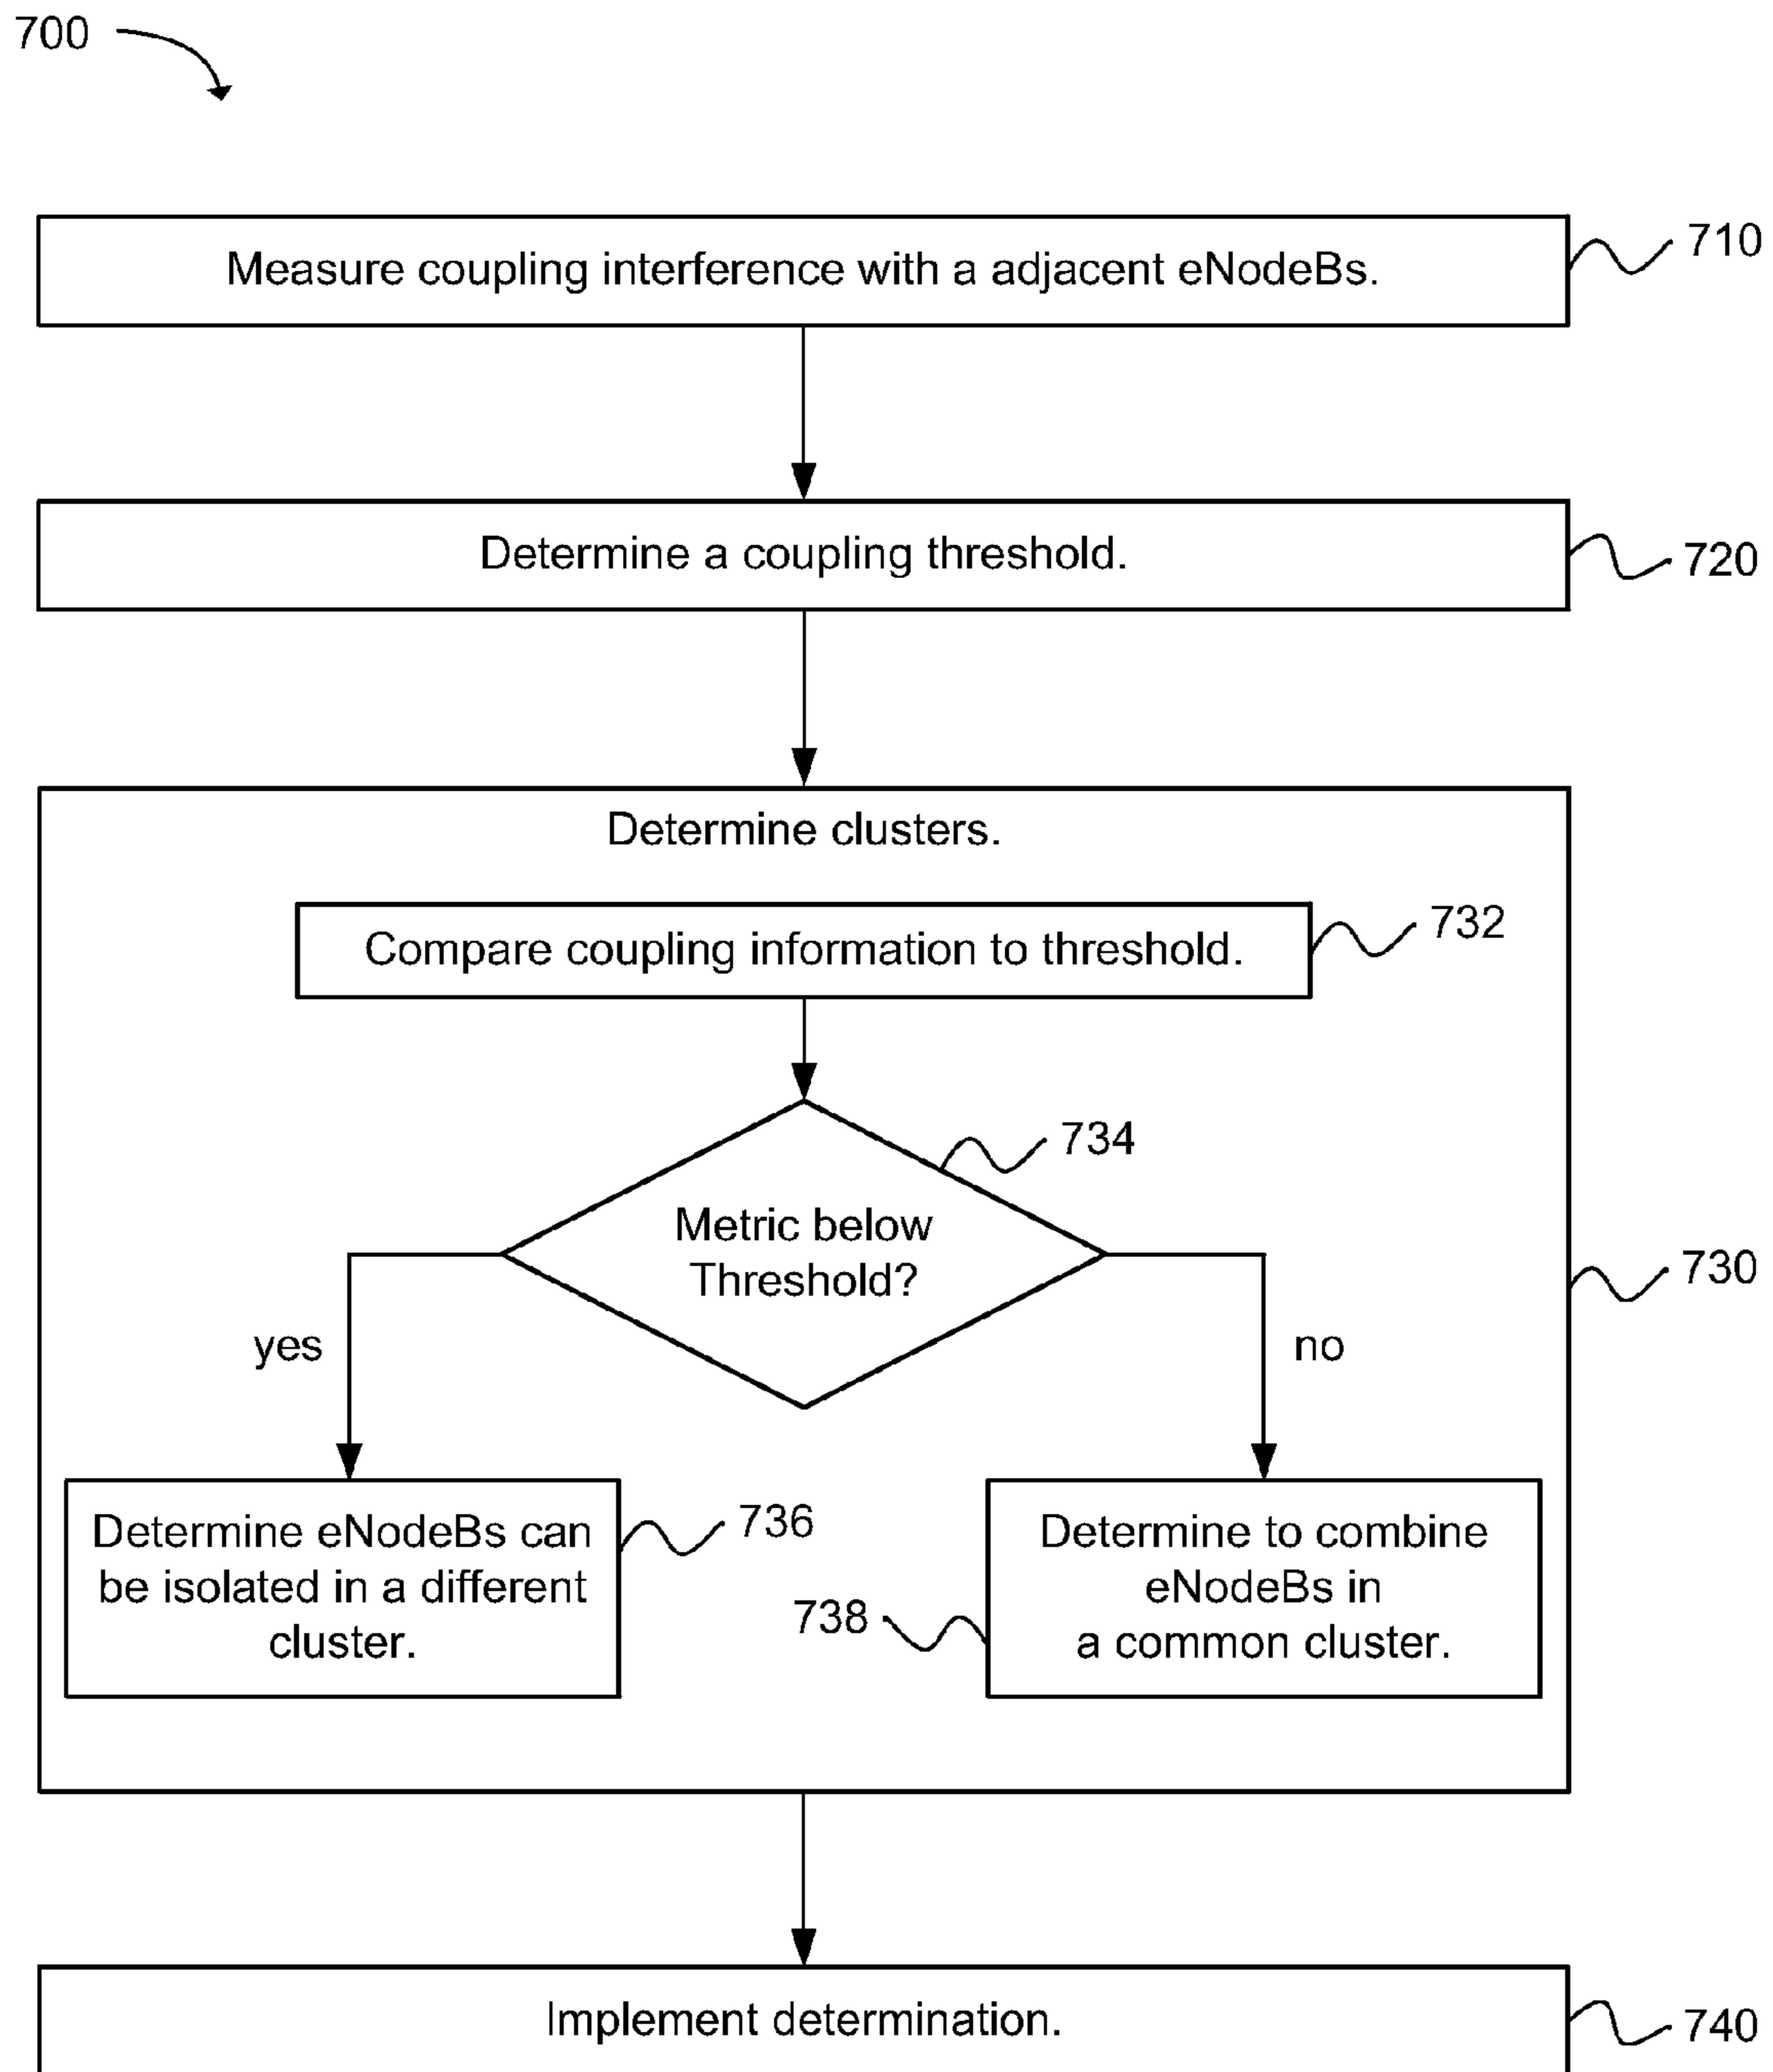 700
Measure coupling interference with a adjacent eNodeBs.
710
Determine a coupling threshold.
720
Determine clusters.
Compare coupling information to threshold.
732
734
Metric below
Threshold?
730
yes
no
Determine eNodeBs can
be isolated in a different
cluster.
736
738
Determine to combine
eNodeBs in
a common cluster.
Implement determination.
740